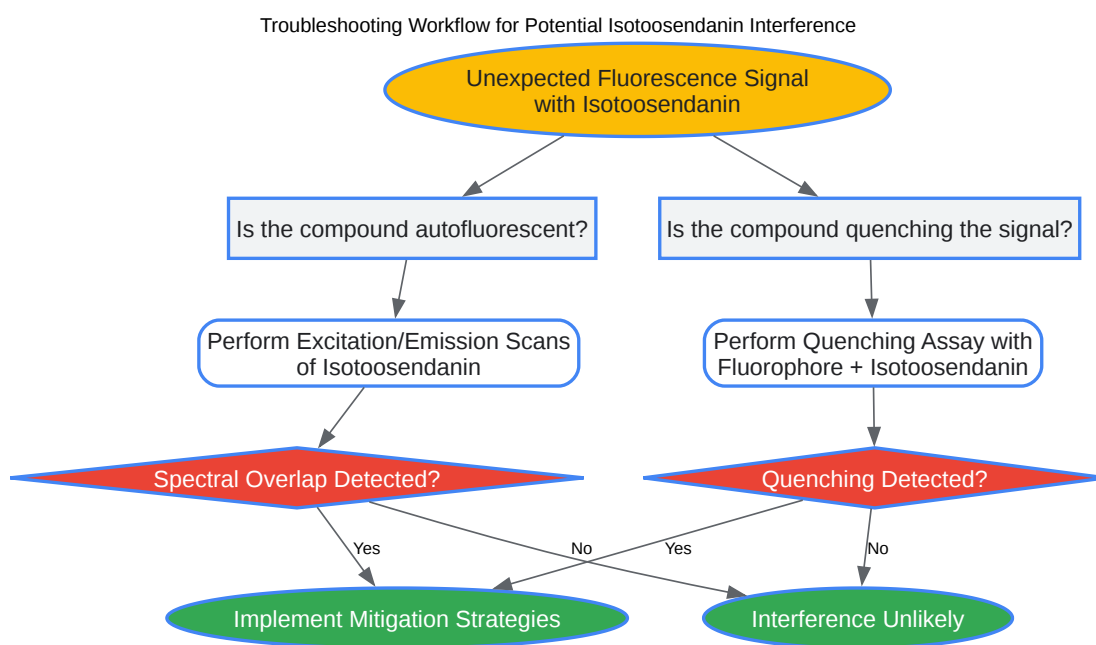 Troubleshooting Workflow for Potential Isotoosendanin Interference
Unexpected Fluorescence Signal
with Isotoosendanin
Is the compound autofluorescent?
Is the compound quenching the signal?
Perform Excitation/Emission Scans
of Isotoosendanin
Perform Quenching Assay with
Fluorophore + Isotoosendanin
Spectral Overlap Detected?
Quenching Detected?
Yes
No
Yes
No
Implement Mitigation Strategies
Interference Unlikely